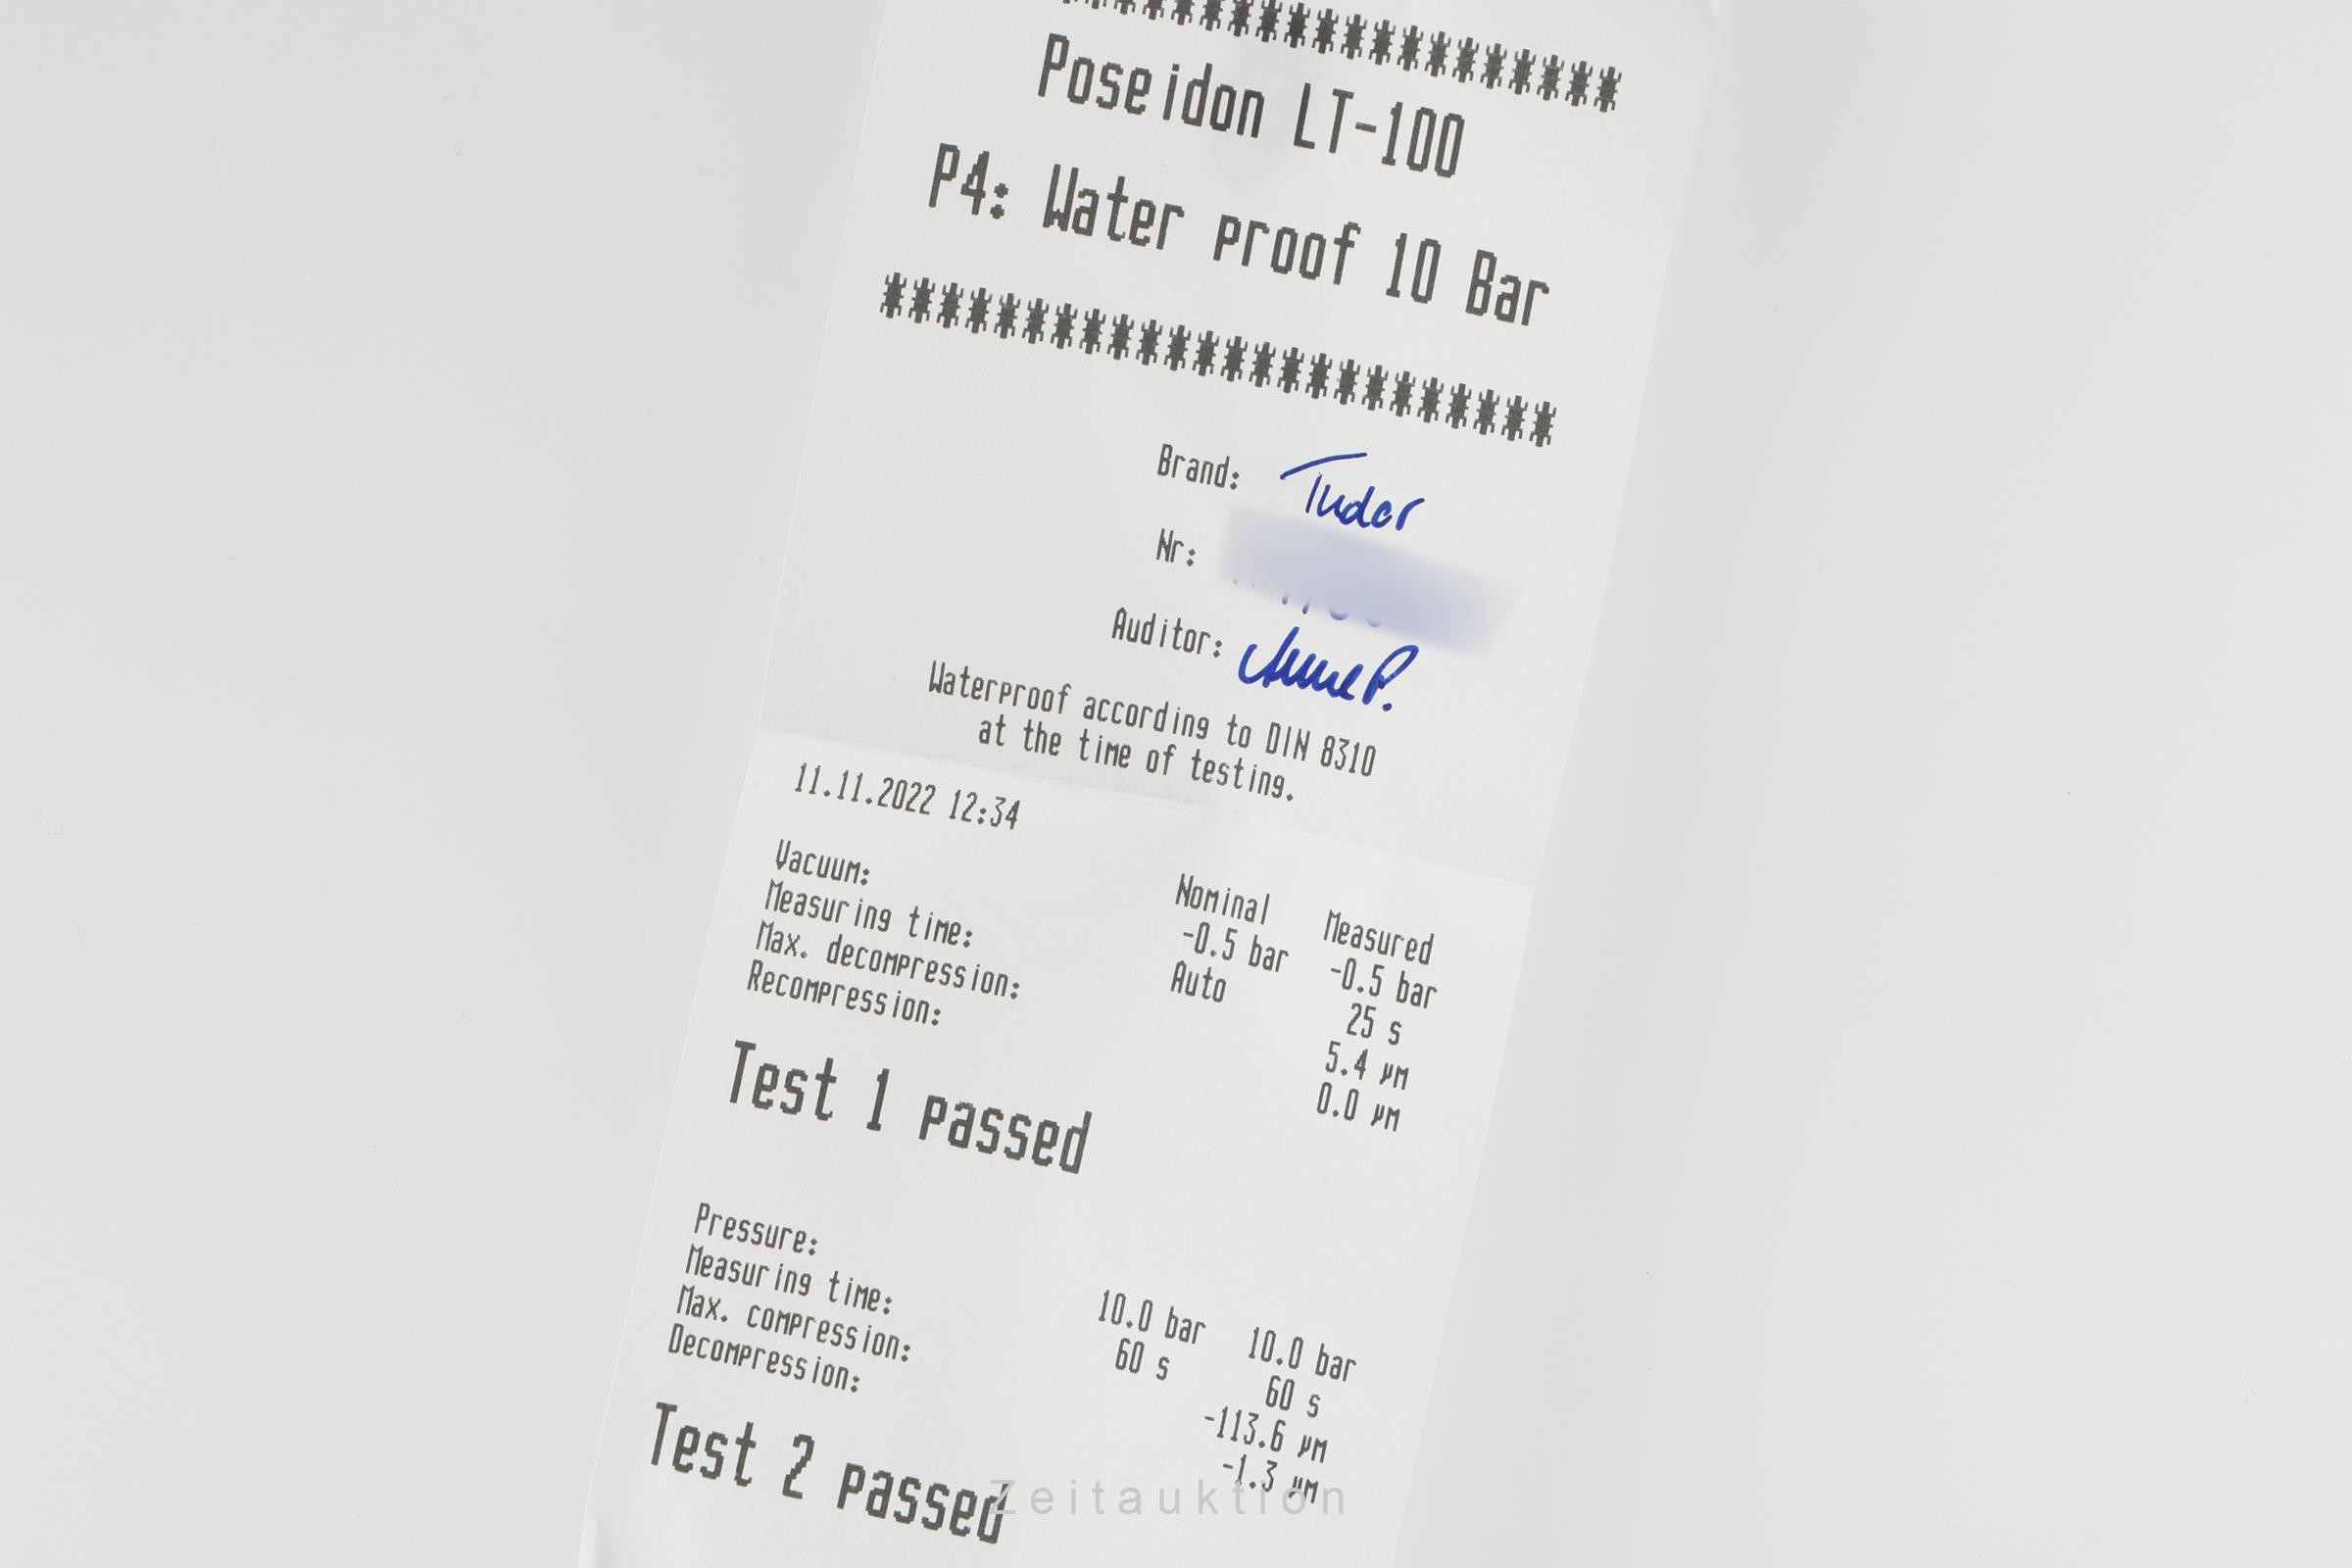 ********************
Poseidon LT-100
P4: Water proof 10 Bar
************************
Brand: Tudor
Nr:
Auditor:
Waterproof according to DIN 8310
at the time of testing.
11.11.2022 12:34
Nominal Measured
Vacuum: -0.5 bar -0.5 bar
Measuring time: Auto 25 s
Max. decompression: 5.4 µm
Recompression: 0.0 µm
Test 1 passed
Pressure: 10.0 bar 10.0 bar
Measuring time: 60 s 60 s
Max. compression: -113.6 µm
Decompression: -1.3 µm
Test 2 passed
Zeitauktion